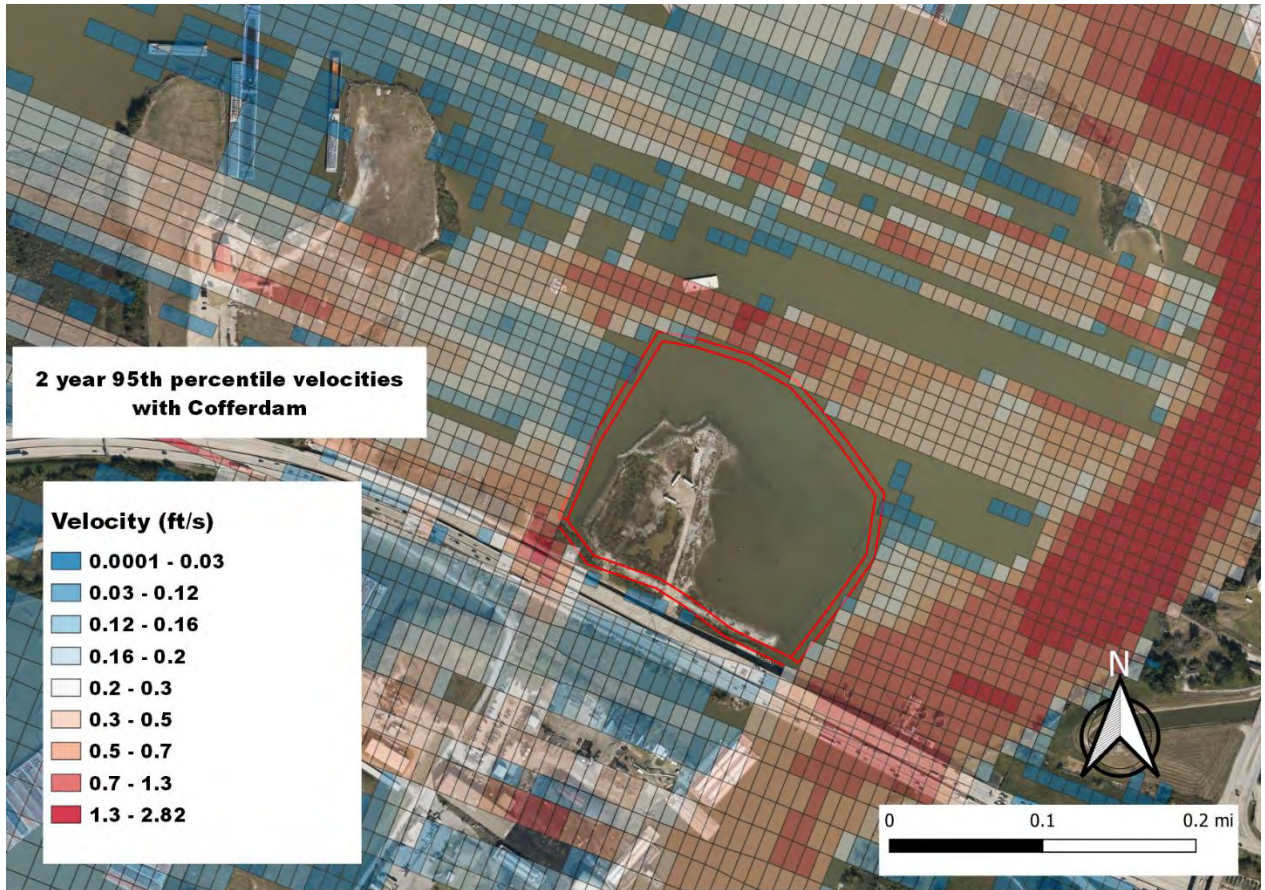 2 year 95th percentile velocities
with Cofferdam
Velocity (ft/s)
0.0001 - 0.03
0.03 - 0.12
0.12 - 0.16
0.16 - 0.2
0.2 - 0.3
0.3 - 0.5
0.5 - 0.7
0.7 - 1.3
1.3 - 2.82
N
0 0.1 0.2 mi